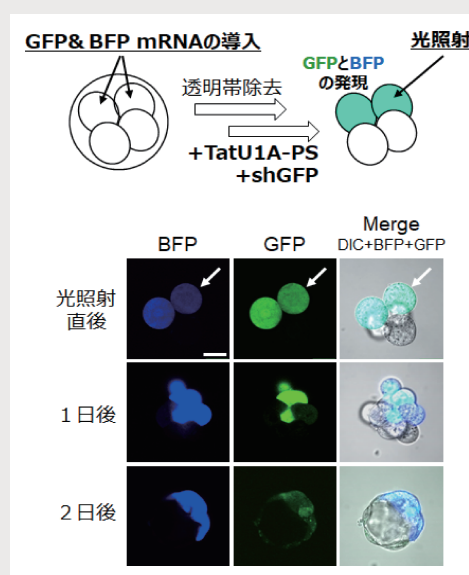 GFP& BFP mRNAの導入
光照射
透明帯除去
GFPとBFP
の発現
+TatU1A-PS
+shGFP
BFP
GFP
Merge
DIC+BFP+GFP
光照射
直後
1日後
2日後